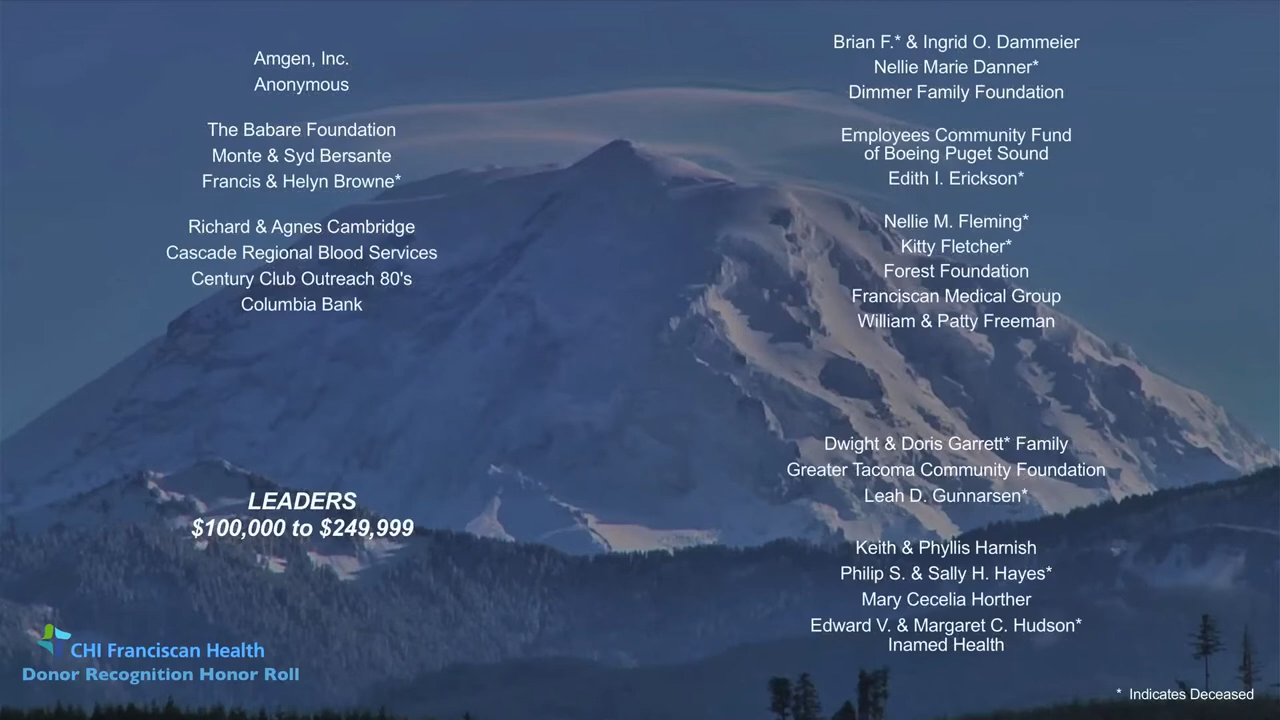 Amgen, Inc.
Anonymous
The Babare Foundation
Monte & Syd Bersante
Francis & Helyn Browne*
Richard & Agnes Cambridge
Cascade Regional Blood Services
Century Club Outreach 80's
Columbia Bank
LEADERS
$100,000 to $249,999
CHI Franciscan Health
Donor Recognition Honor Roll
Brian F.* & Ingrid O. Dammeier
Nellie Marie Danner*
Dimmer Family Foundation
Employees Community Fund
of Boeing Puget Sound
Edith I. Erickson*
Nellie M. Fleming*
Kitty Fletcher*
Forest Foundation
Franciscan Medical Group
William & Patty Freeman
Dwight & Doris Garrett* Family
Greater Tacoma Community Foundation
Leah D. Gunnarsen*
Keith & Phyllis Harnish
Philip S. & Sally H. Hayes*
Mary Cecelia Horther
Edward V. & Margaret C. Hudson*
Inamed Health
* Indicates Deceased